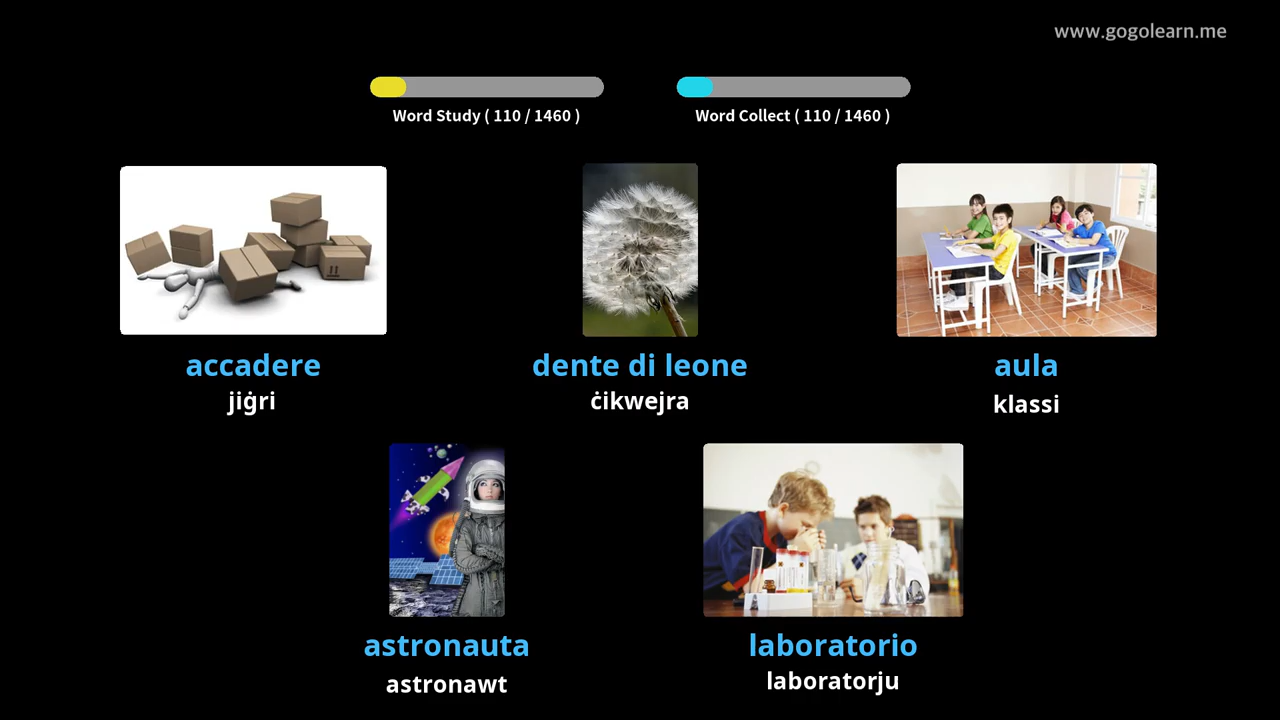 www.gogolearn.me
Word Study ( 110 / 1460 )
Word Collect ( 110 / 1460 )
accadere
jiġri
dente di leone
ċikwejra
aula
klassi
astronauta
astronawt
laboratorio
laboratorju